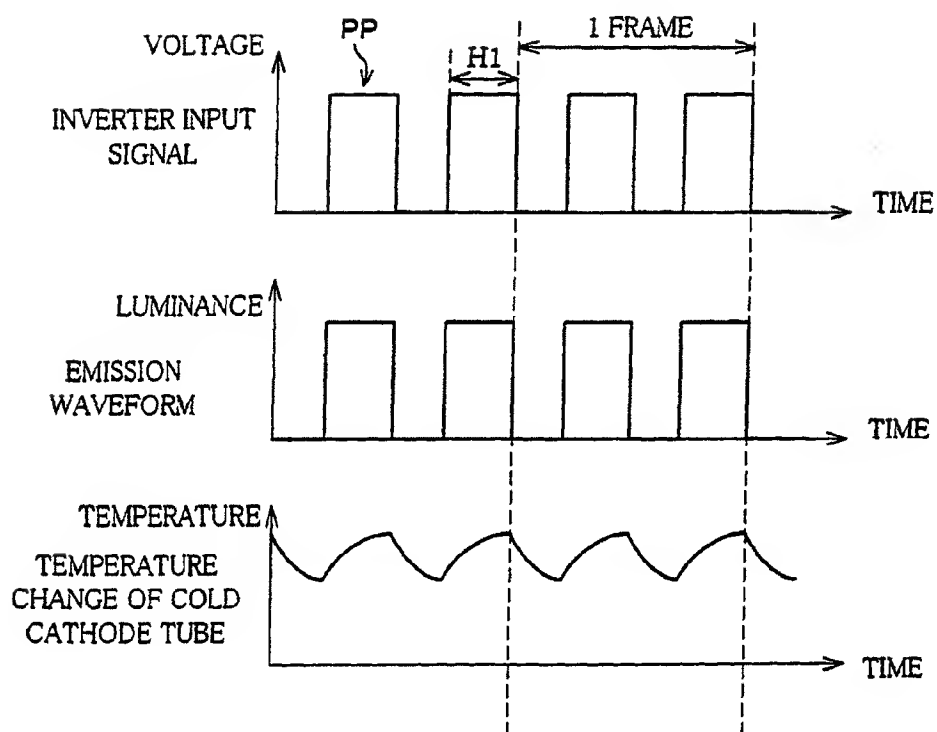 PP
1 FRAME
VOLTAGE
H1
INVERTER INPUT
SIGNAL
TIME
LUMINANCE
EMISSION
WAVEFORM
TIME
TEMPERATURE
TEMPERATURE
CHANGE OF COLD
CATHODE TUBE
TIME